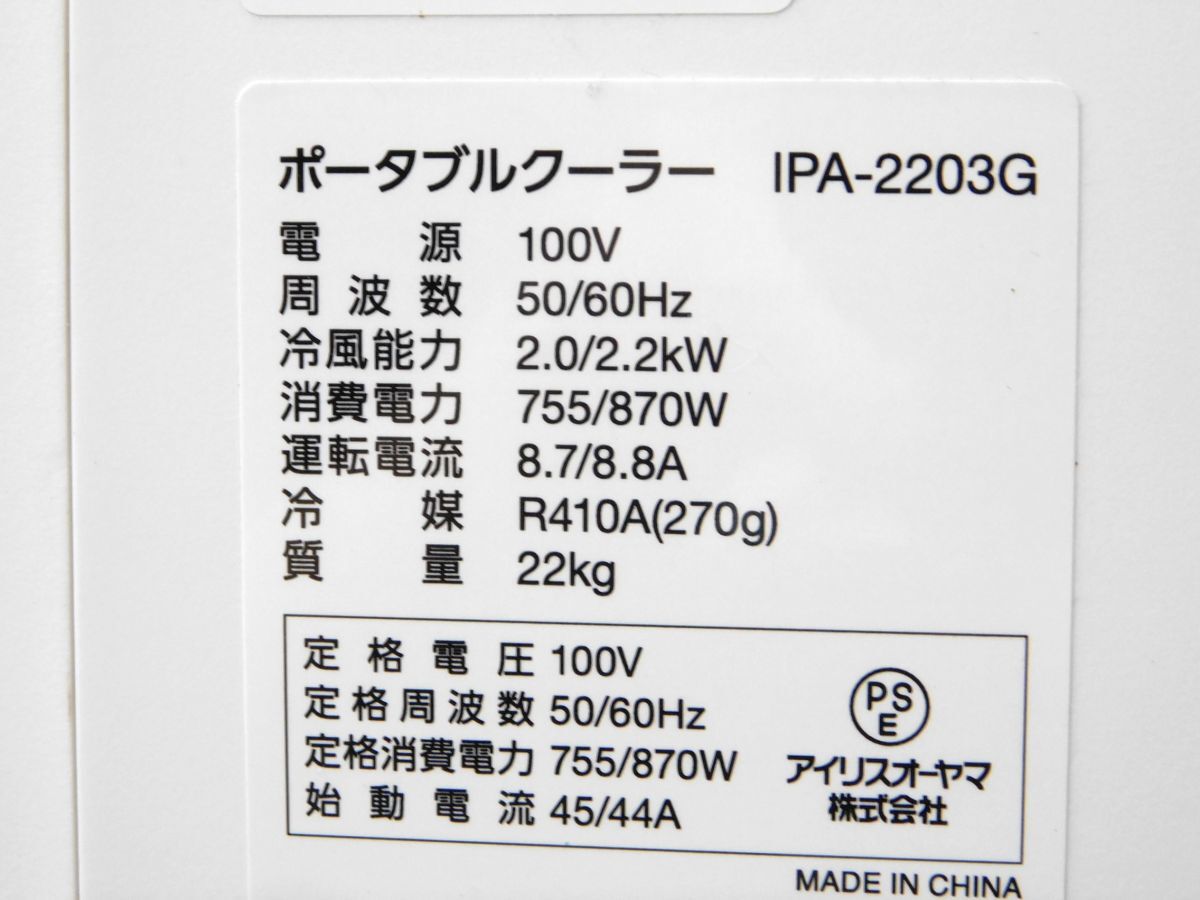 ポータブルクーラー IPA-2203G
電源 100V
周波数 50/60Hz
冷風能力 2.0/2.2kW
消費電力 755/870W
運転電流 8.7/8.8A
冷媒 R410A(270g)
質量 22kg
定格電圧 100V
定格周波数 50/60Hz
定格消費電力 755/870W
始動電流 45/44A
PSE
アイリスオーヤマ
株式会社
MADE IN CHINA